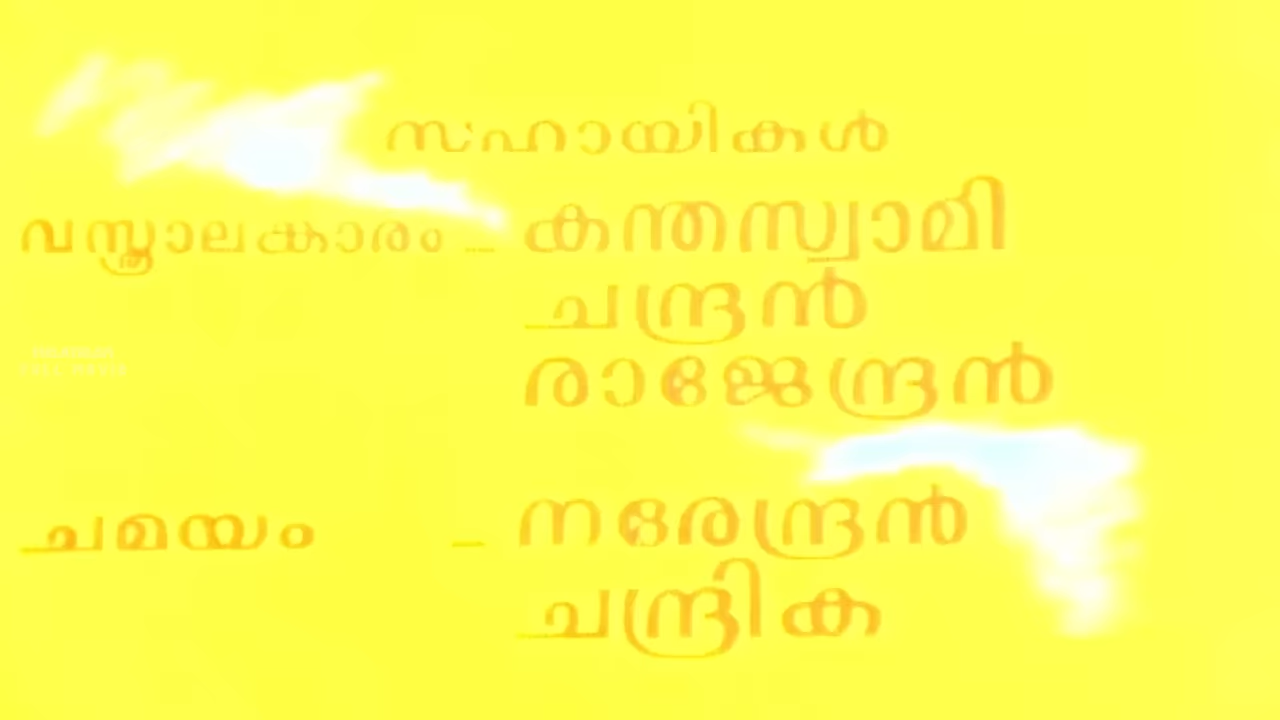 സഹായികൾ
വസ്ത്രാലങ്കാരം _ കന്തസ്വാമി
ചന്ദ്രൻ
രാജേന്ദ്രൻ
ചമയം _ നരേന്ദ്രൻ
ചന്ദ്രിക